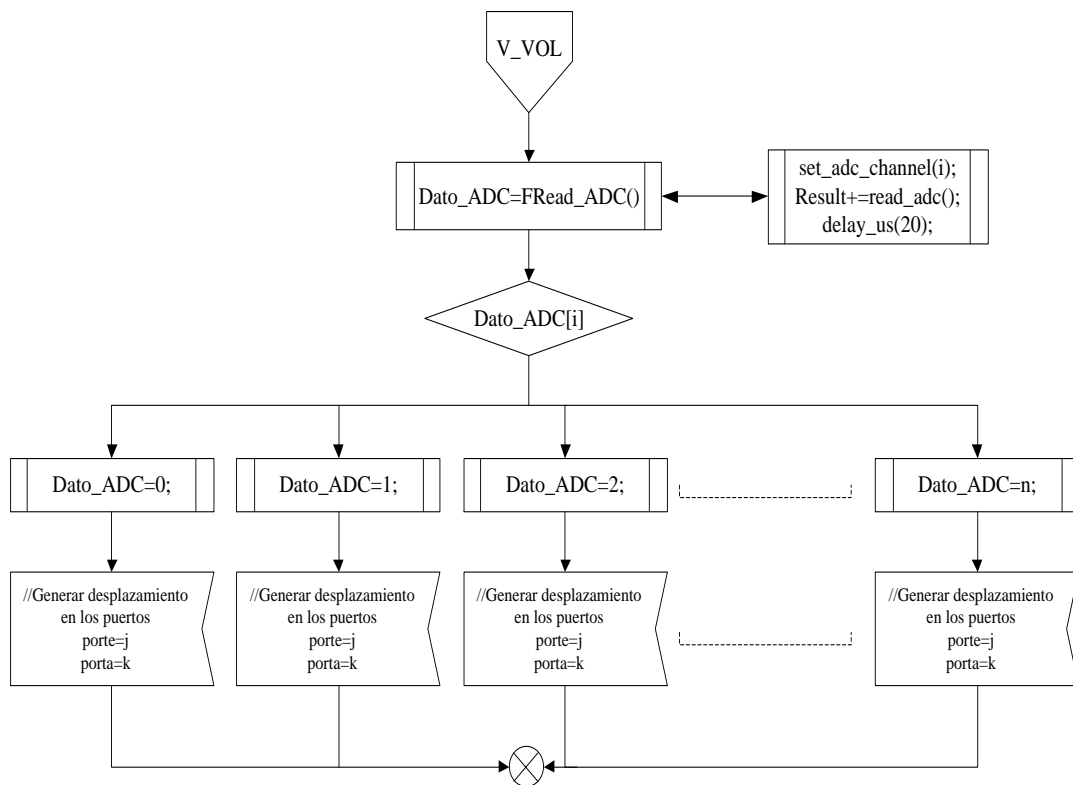 V_VOL
Dato_ADC=FRead_ADC()
set_adc_channel(i);
Result+=read_adc();
delay_us(20);
Dato_ADC[i]
Dato_ADC=0;
Dato_ADC=1;
Dato_ADC=2;
Dato_ADC=n;
//Generar desplazamiento
en los puertos
porte=j
porta=k
//Generar desplazamiento
en los puertos
porte=j
porta=k
//Generar desplazamiento
en los puertos
porte=j
porta=k
//Generar desplazamiento
en los puertos
porte=j
porta=k